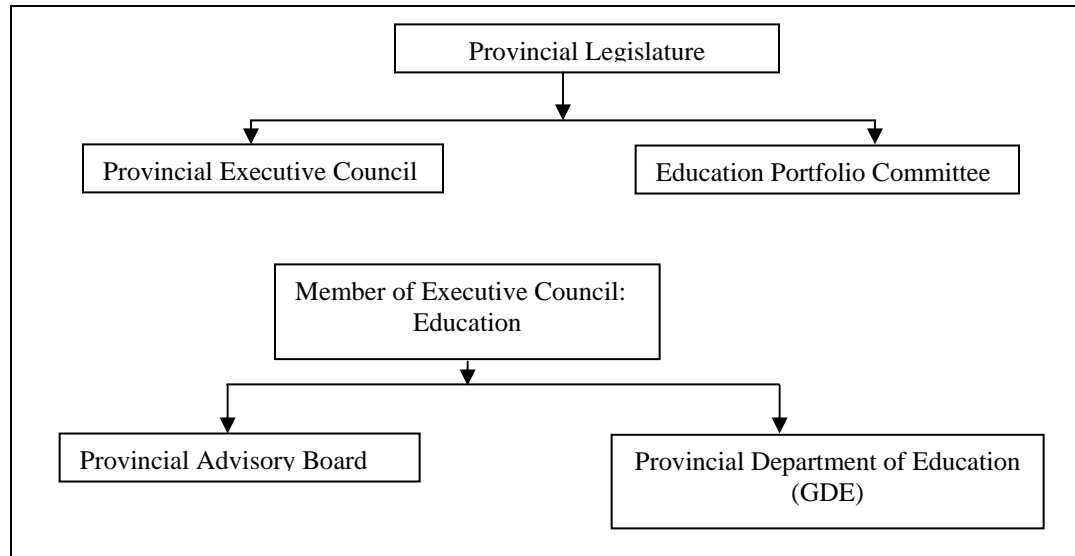 Provincial Legislature
Provincial Executive Council
Education Portfolio Committee
Member of Executive Council:
Education
Provincial Advisory Board
Provincial Department of Education
(GDE)